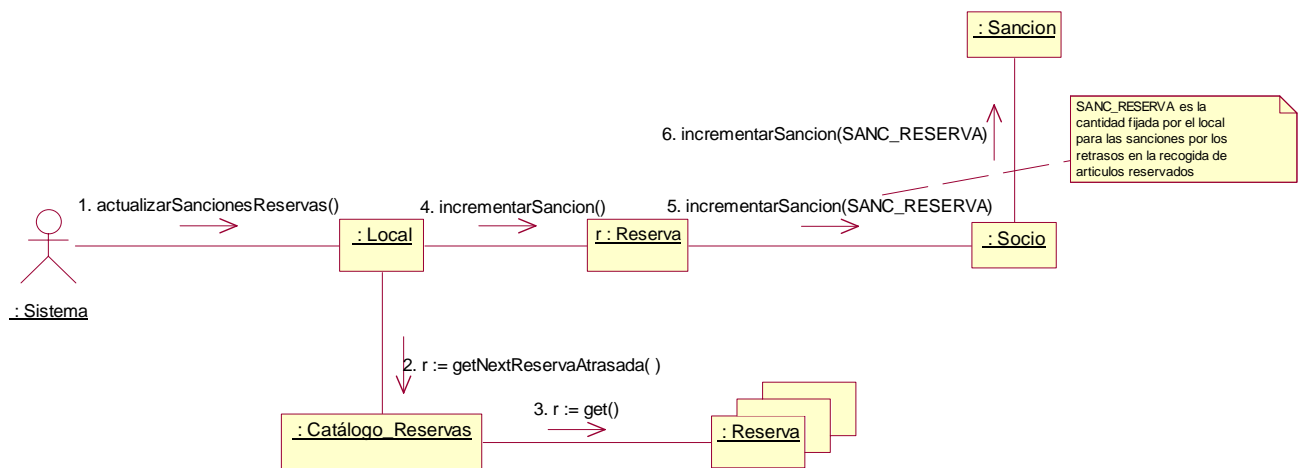 : Sancion
SANC_RESERVA es la
cantidad fijada por el local
para las sanciones por los
retrasos en la recogida de
articulos reservados
6. incrementarSancion(SANC_RESERVA)
1. actualizarSancionesReservas()
4. incrementarSancion()
5. incrementarSancion(SANC_RESERVA)
: Local
r : Reserva
: Socio
: Sistema
2. r := getNextReservaAtrasada( )
3. r := get()
: Catálogo_Reservas
: Reserva